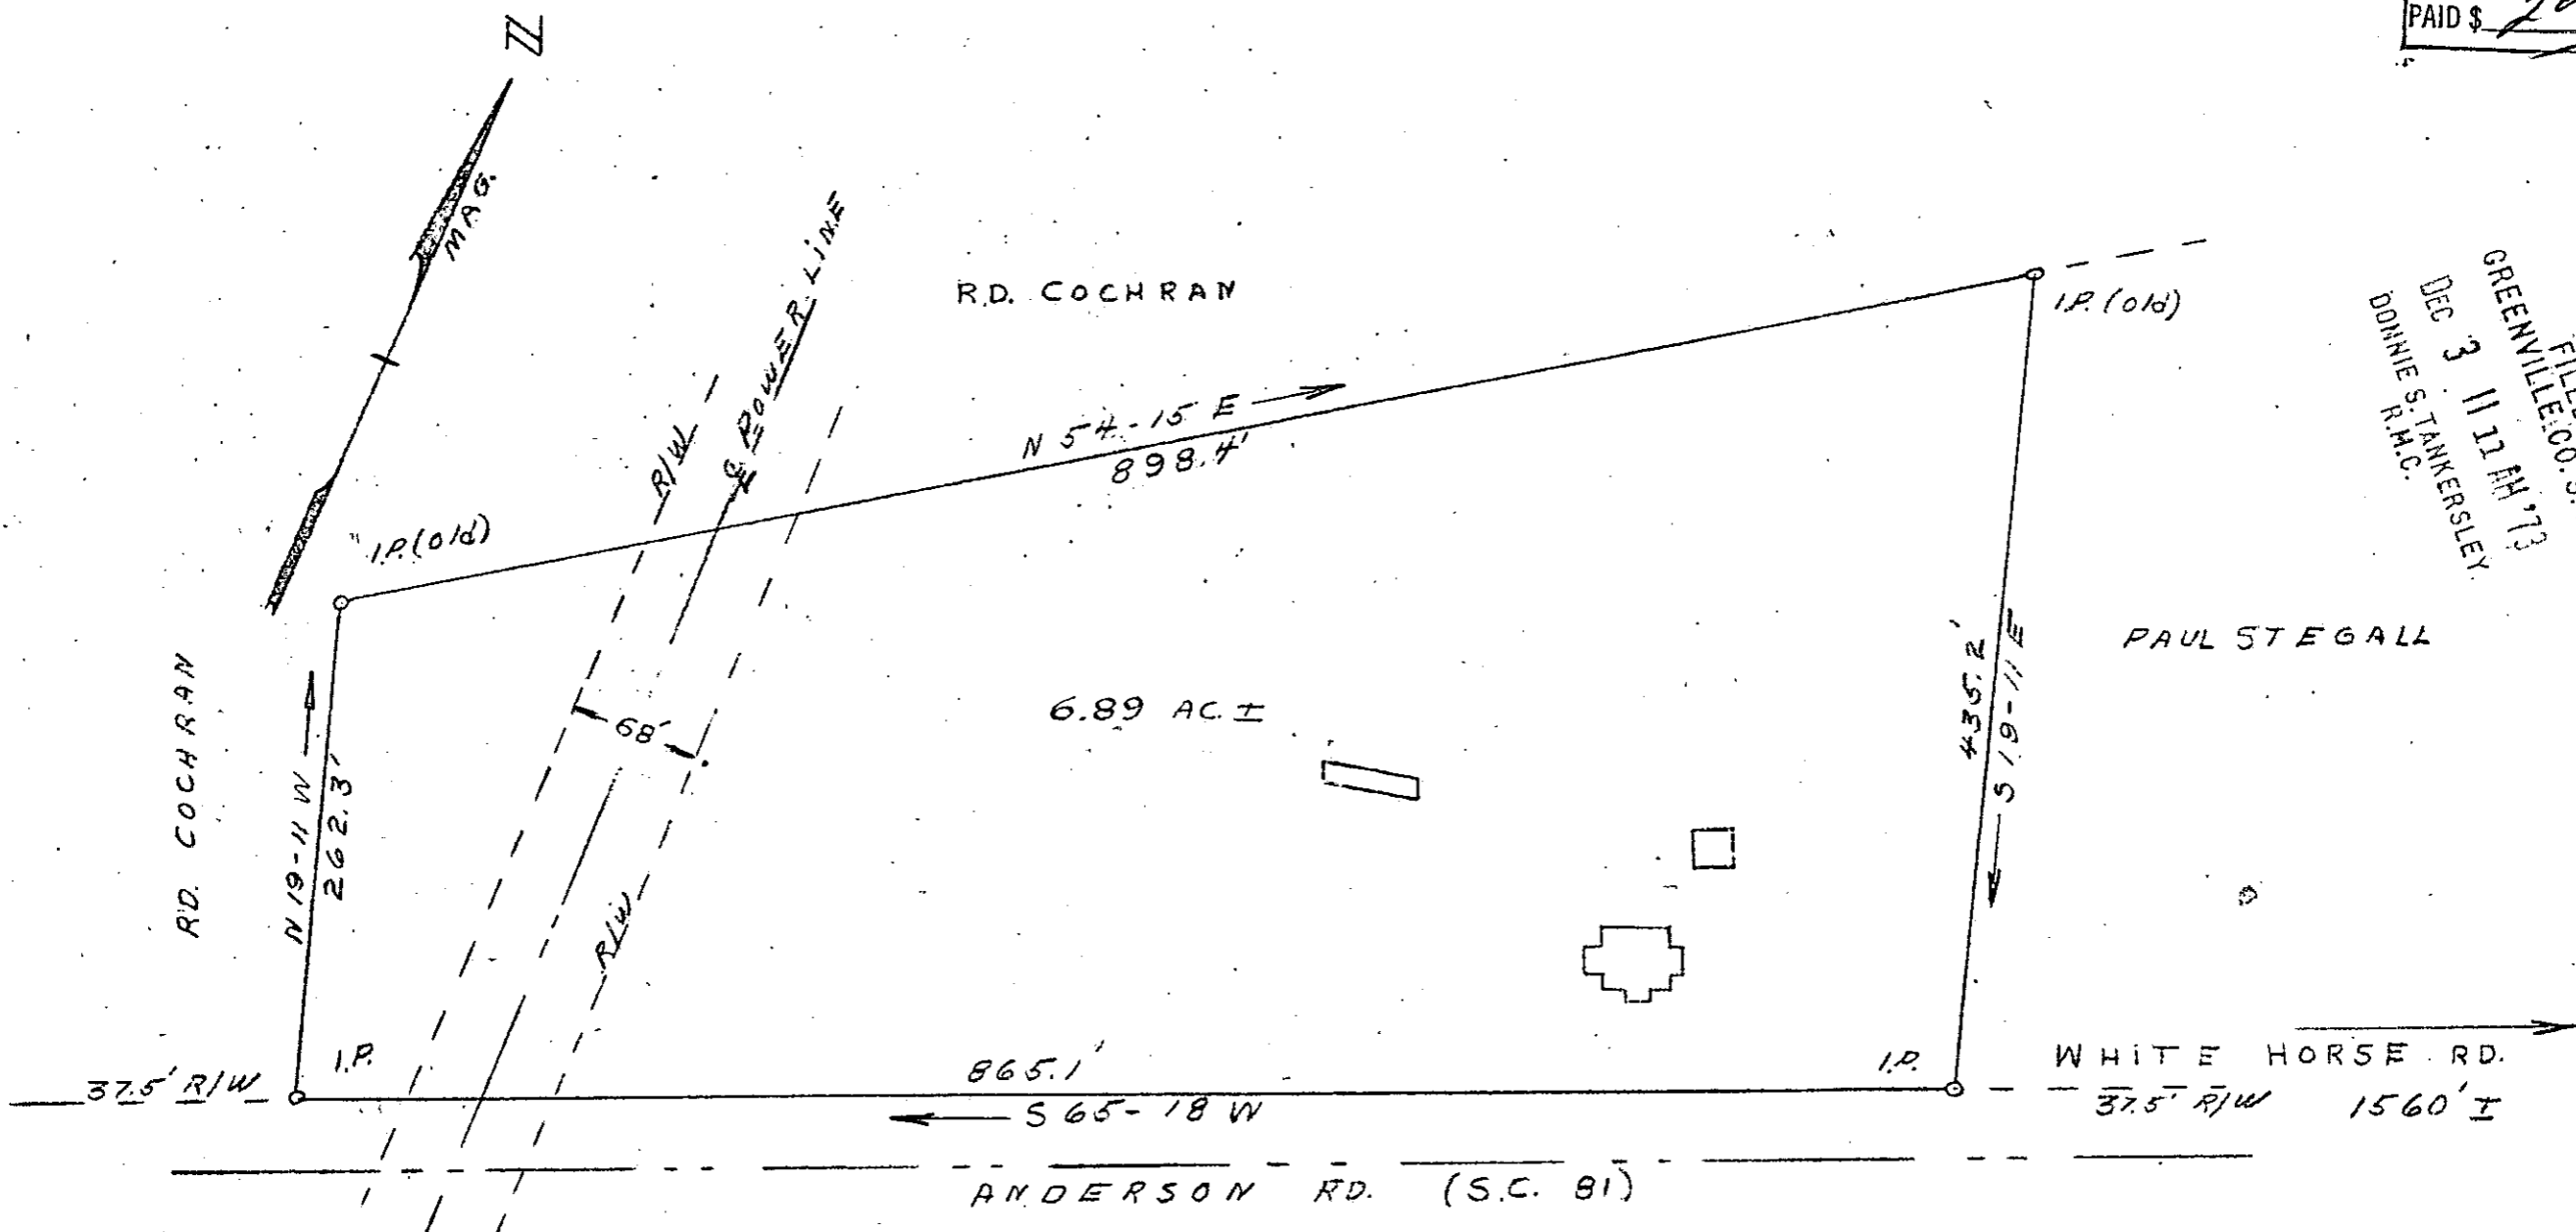 PAID $
N
MAG.
℄ POWER LINE
R/W
R.D. COCHRAN
I.P. (old)
N 54-15 E
898.4'
I.P. (old)
GREENVILLE CO. S.
DEC 3 11 11 AM '73
DONNIE S. TANKERSLEY
R.M.C.
R.D. COCHRAN
N 19-11 W
262.3'
68'
6.89 AC. ±
435.2'
S 19-11 E
PAUL STEGALL
R/W
I.P.
37.5' R/W
865.1'
S 65-18 W
I.P.
WHITE HORSE RD.
37.5' R/W
1560' ±
ANDERSON RD. (S.C. 81)